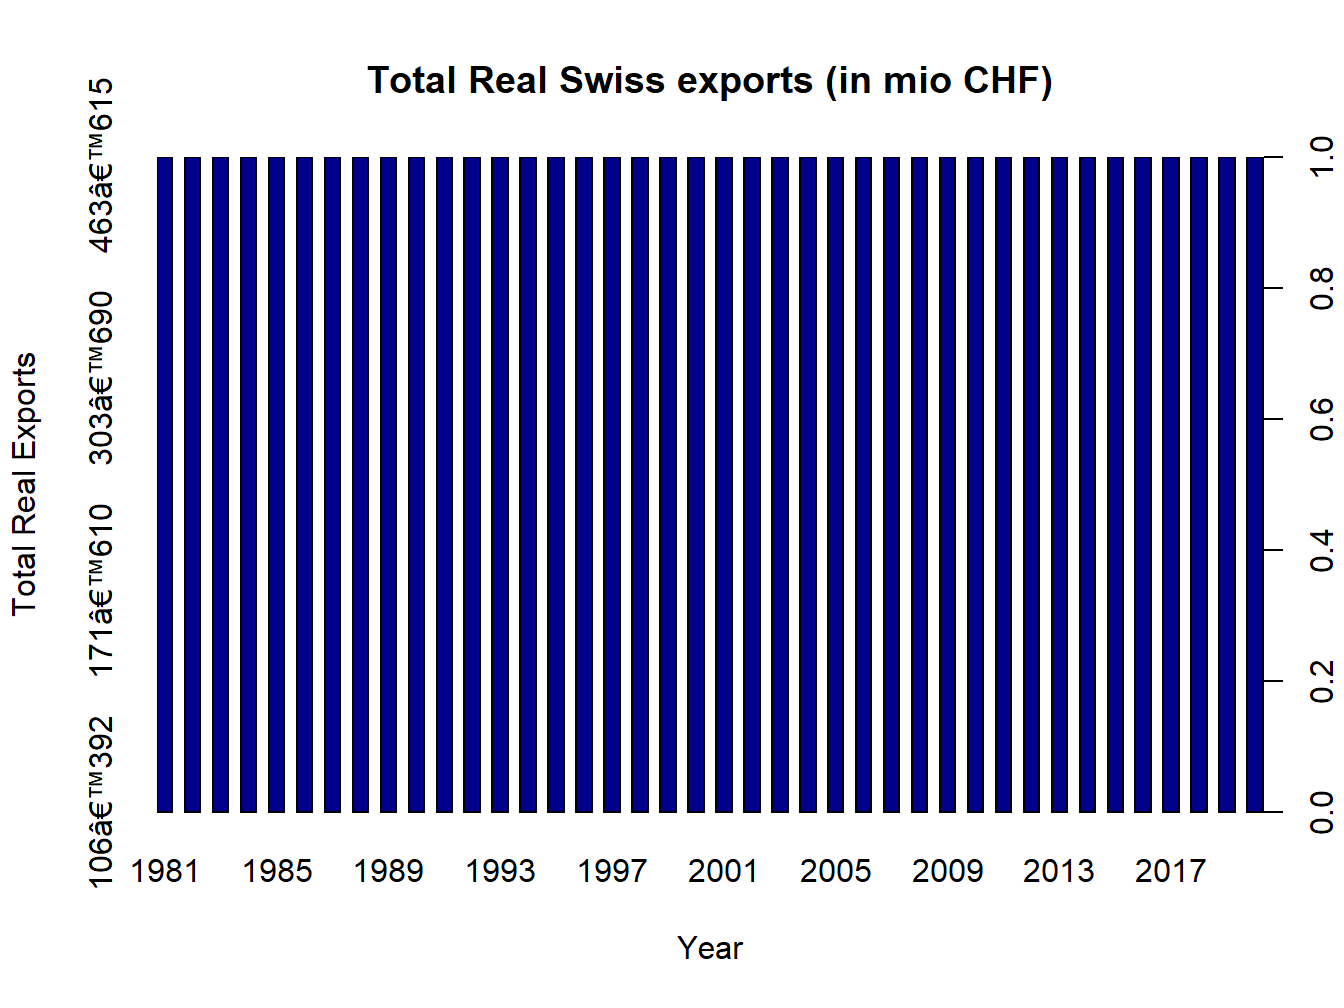 Total Real Swiss exports (in mio CHF)
Total Real Exports
463â€™615
303â€™690
171â€™610
106â€™392
1.0
0.8
0.6
0.4
0.2
0.0
1981 1985 1989 1993 1997 2001 2005 2009 2013 2017
Year